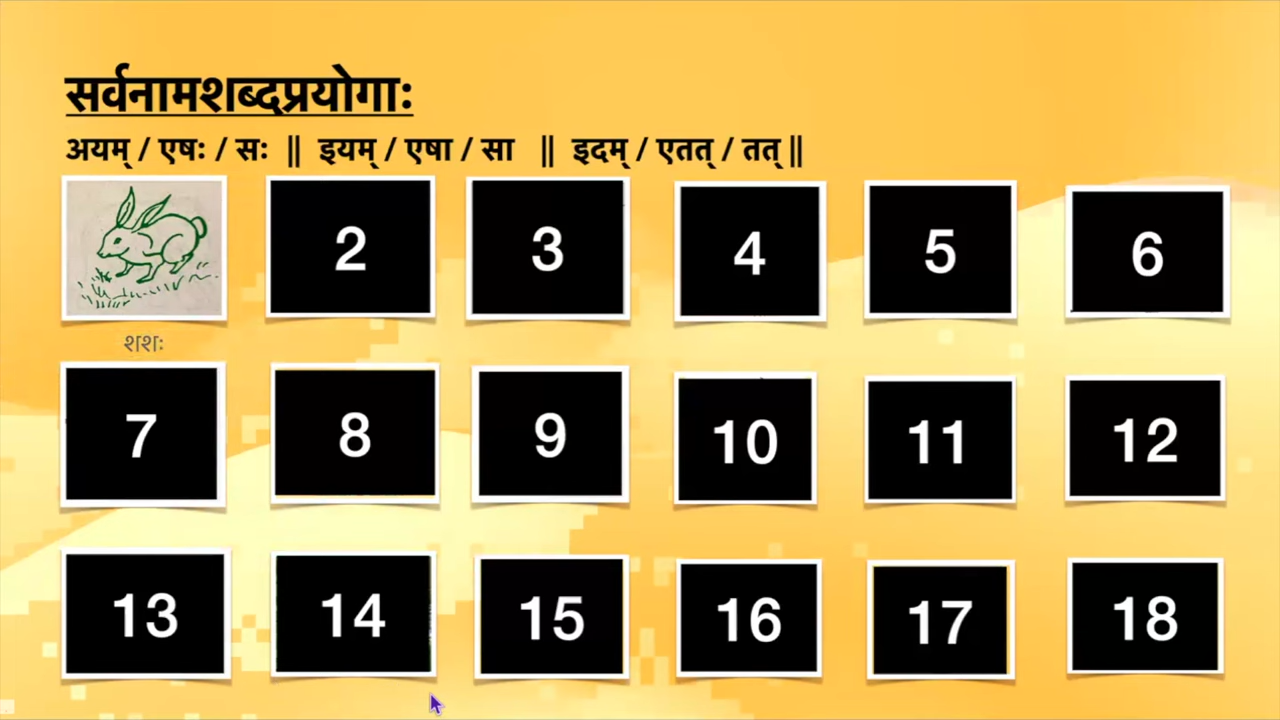 सर्वनामशब्दप्रयोगाः
अयम् / एषः / सः || इयम् / एषा / सा || इदम् / एतत् / तत् ||
2 3 4 5 6
शशः
7 8 9 10 11 12
13 14 15 16 17 18